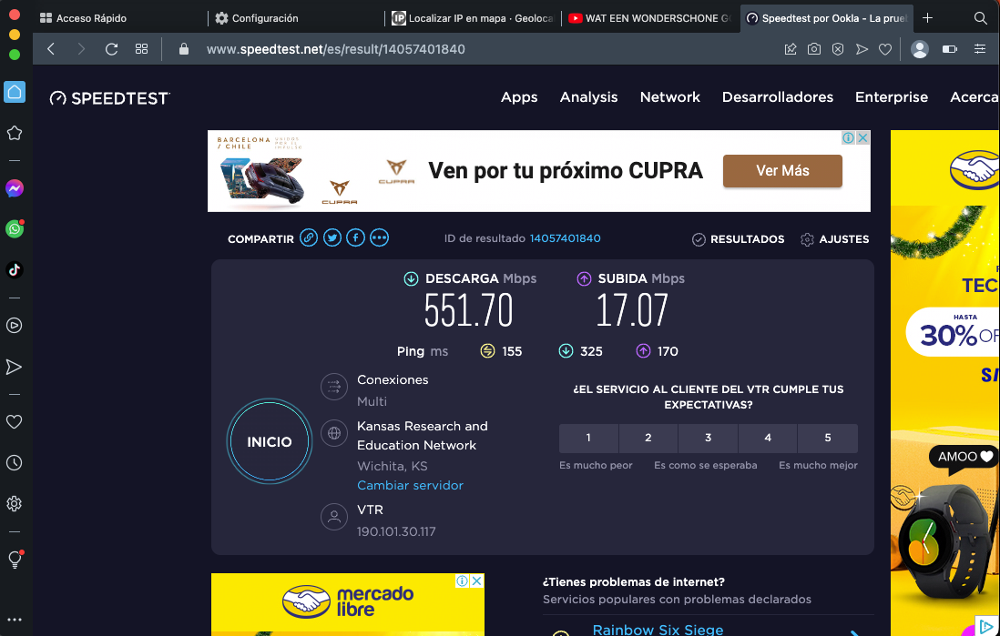 Acceso Rápido
Configuración
IP Localizar IP en mapa · Geoloca
WAT EEN WONDERSCHONE G
Speedtest por Ookla - La prue
www.speedtest.net/es/result/14057401840
SPEEDTEST
Apps Analysis Network Desarrolladores Enterprise Acerca
BARCELONA
/ CHILE
UNIDOS
POR EL
IMPULSO
CUPRA
CUPRA
Ven por tu próximo CUPRA
Ver Más
COMPARTIR
ID de resultado 14057401840
RESULTADOS
AJUSTES
DESCARGA Mbps
551.70
SUBIDA Mbps
17.07
Ping ms 155 325 170
Conexiones
Multi
INICIO
Kansas Research and
Education Network
Wichita, KS
Cambiar servidor
VTR
190.101.30.117
¿EL SERVICIO AL CLIENTE DEL VTR CUMPLE TUS
EXPECTATIVAS?
1 2 3 4 5
Es mucho peor Es como se esperaba Es mucho mejor
TEC
HASTA
30% OF
AMOO
mercado
libre
¿Tienes problemas de internet?
Servicios populares con problemas declarados
Rainbow Six Siege